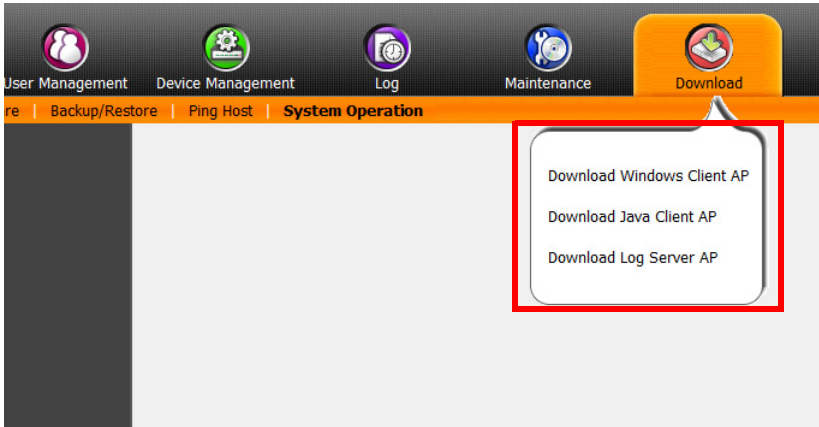 User Management Device Management Log Maintenance Download
re | Backup/Restore | Ping Host | System Operation
Download Windows Client AP
Download Java Client AP
Download Log Server AP